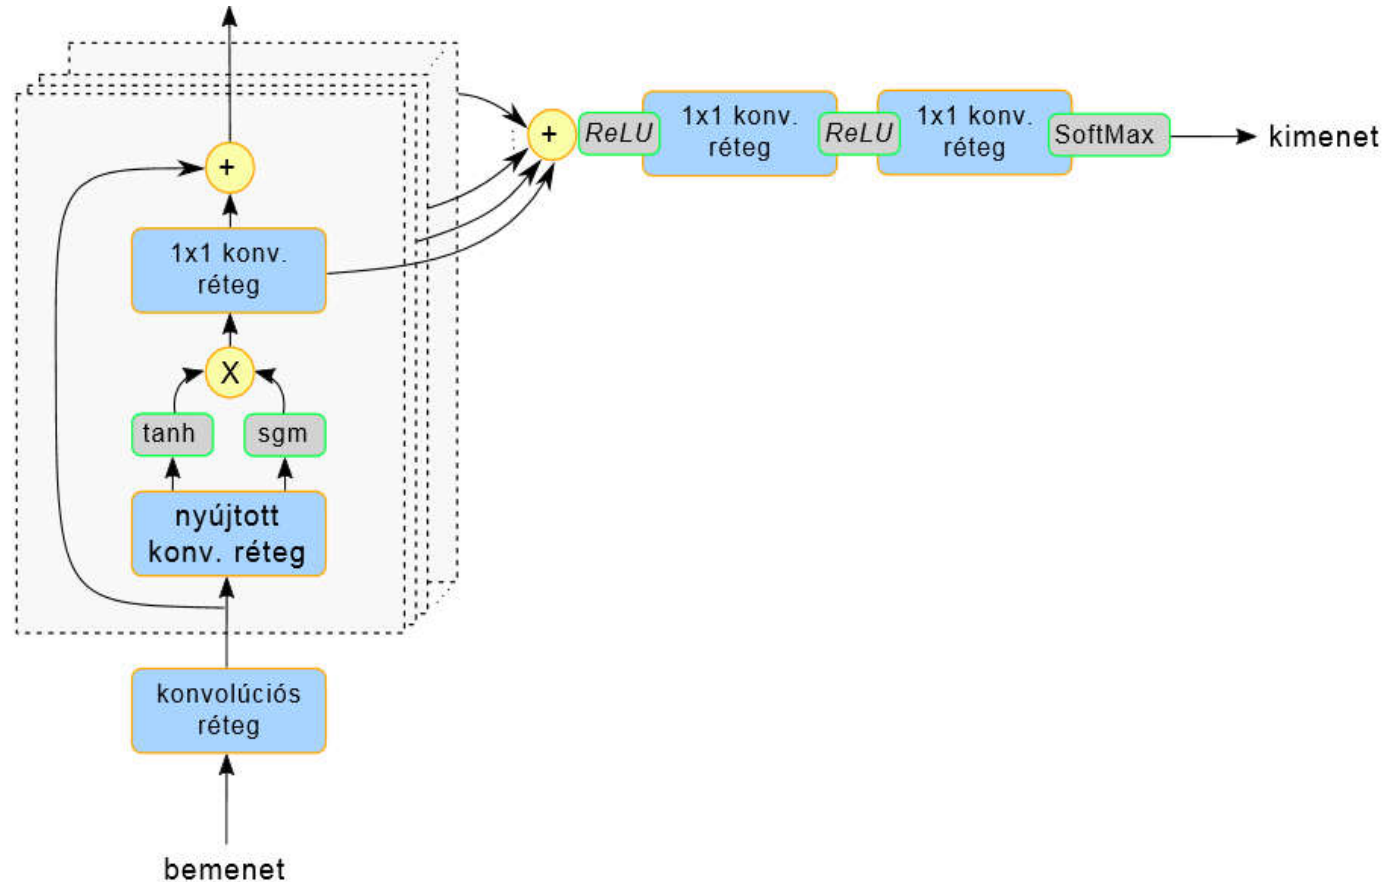 +
1x1 konv.
réteg
X
tanh
sgm
nyújtott
konv. réteg
konvolúciós
réteg
bemenet
+
ReLU
1x1 konv.
réteg
ReLU
1x1 konv.
réteg
SoftMax
kimenet